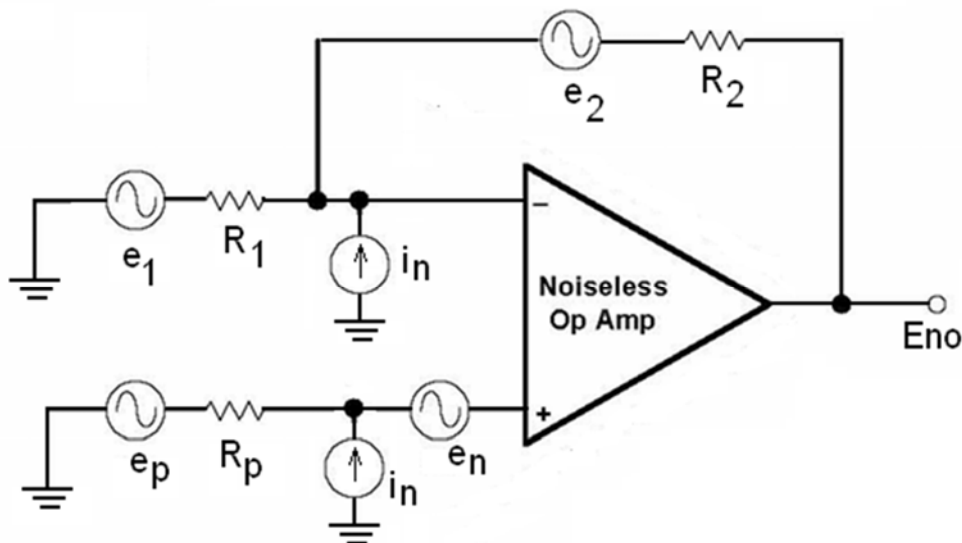 e2
R2
e1
R1
in
−
Noiseless
Op Amp
Eno
ep
Rp
in
en
+